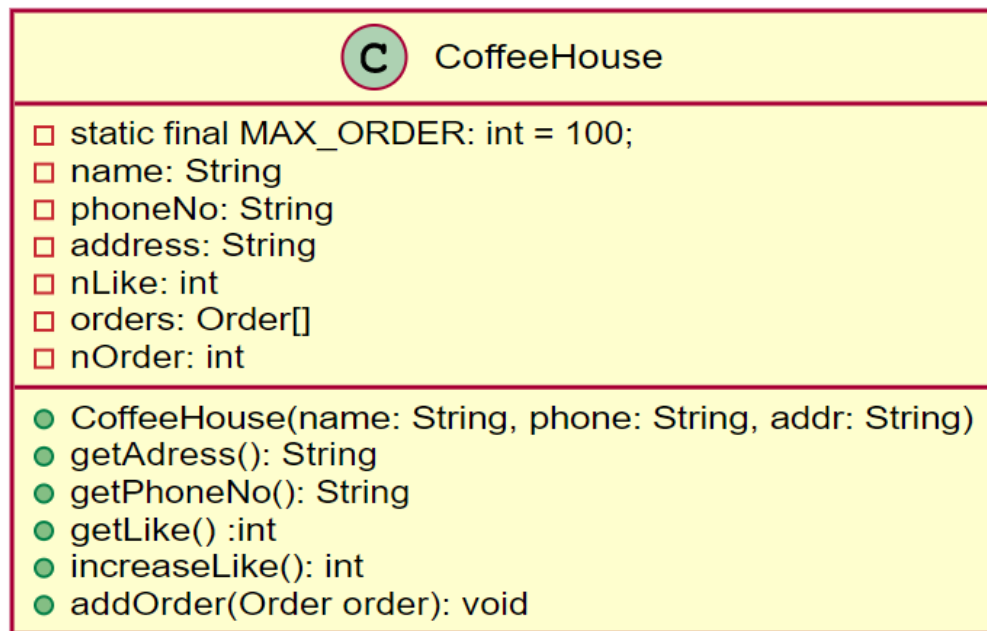 C CoffeeHouse
static final MAX_ORDER: int = 100;
name: String
phoneNo: String
address: String
nLike: int
orders: Order[]
nOrder: int
CoffeeHouse(name: String, phone: String, addr: String)
getAdress(): String
getPhoneNo(): String
getLike() :int
increaseLike(): int
addOrder(Order order): void